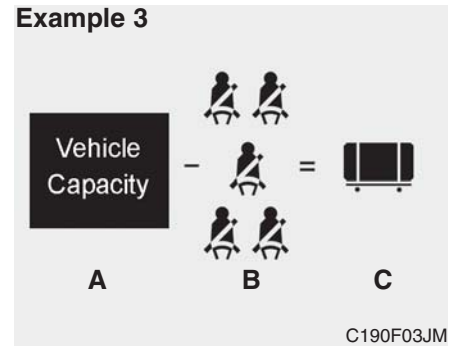 Example 3
Vehicle
Capacity
- =
A B C
C190F03JM